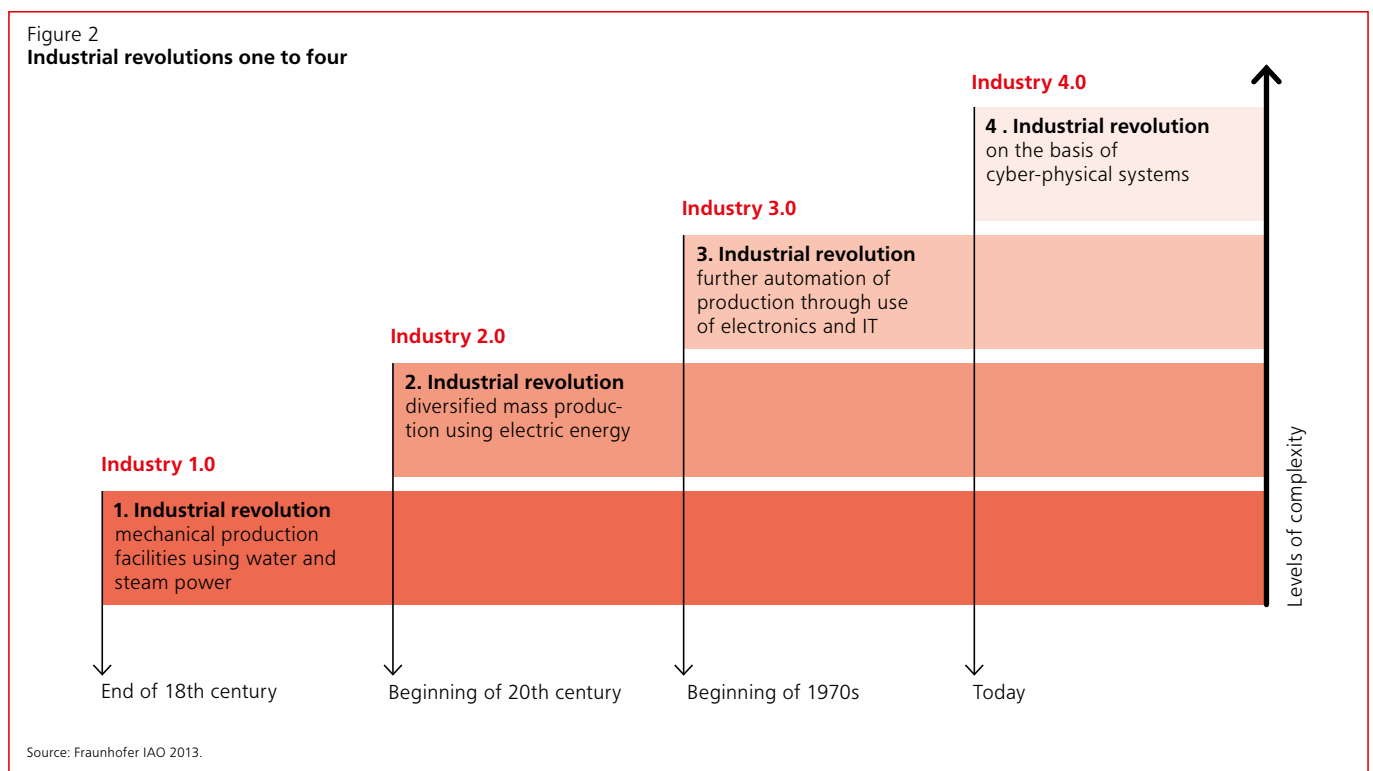 Figure 2
Industrial revolutions one to four
Industry 4.0
4 . Industrial revolution
on the basis of
cyber-physical systems
Industry 3.0
3. Industrial revolution
further automation of
production through use
of electronics and IT
Industry 2.0
2. Industrial revolution
diversified mass produc-
tion using electric energy
Industry 1.0
1. Industrial revolution
mechanical production
facilities using water and
steam power
Levels of complexity
End of 18th century
Beginning of 20th century
Beginning of 1970s
Today
Source: Fraunhofer IAO 2013.